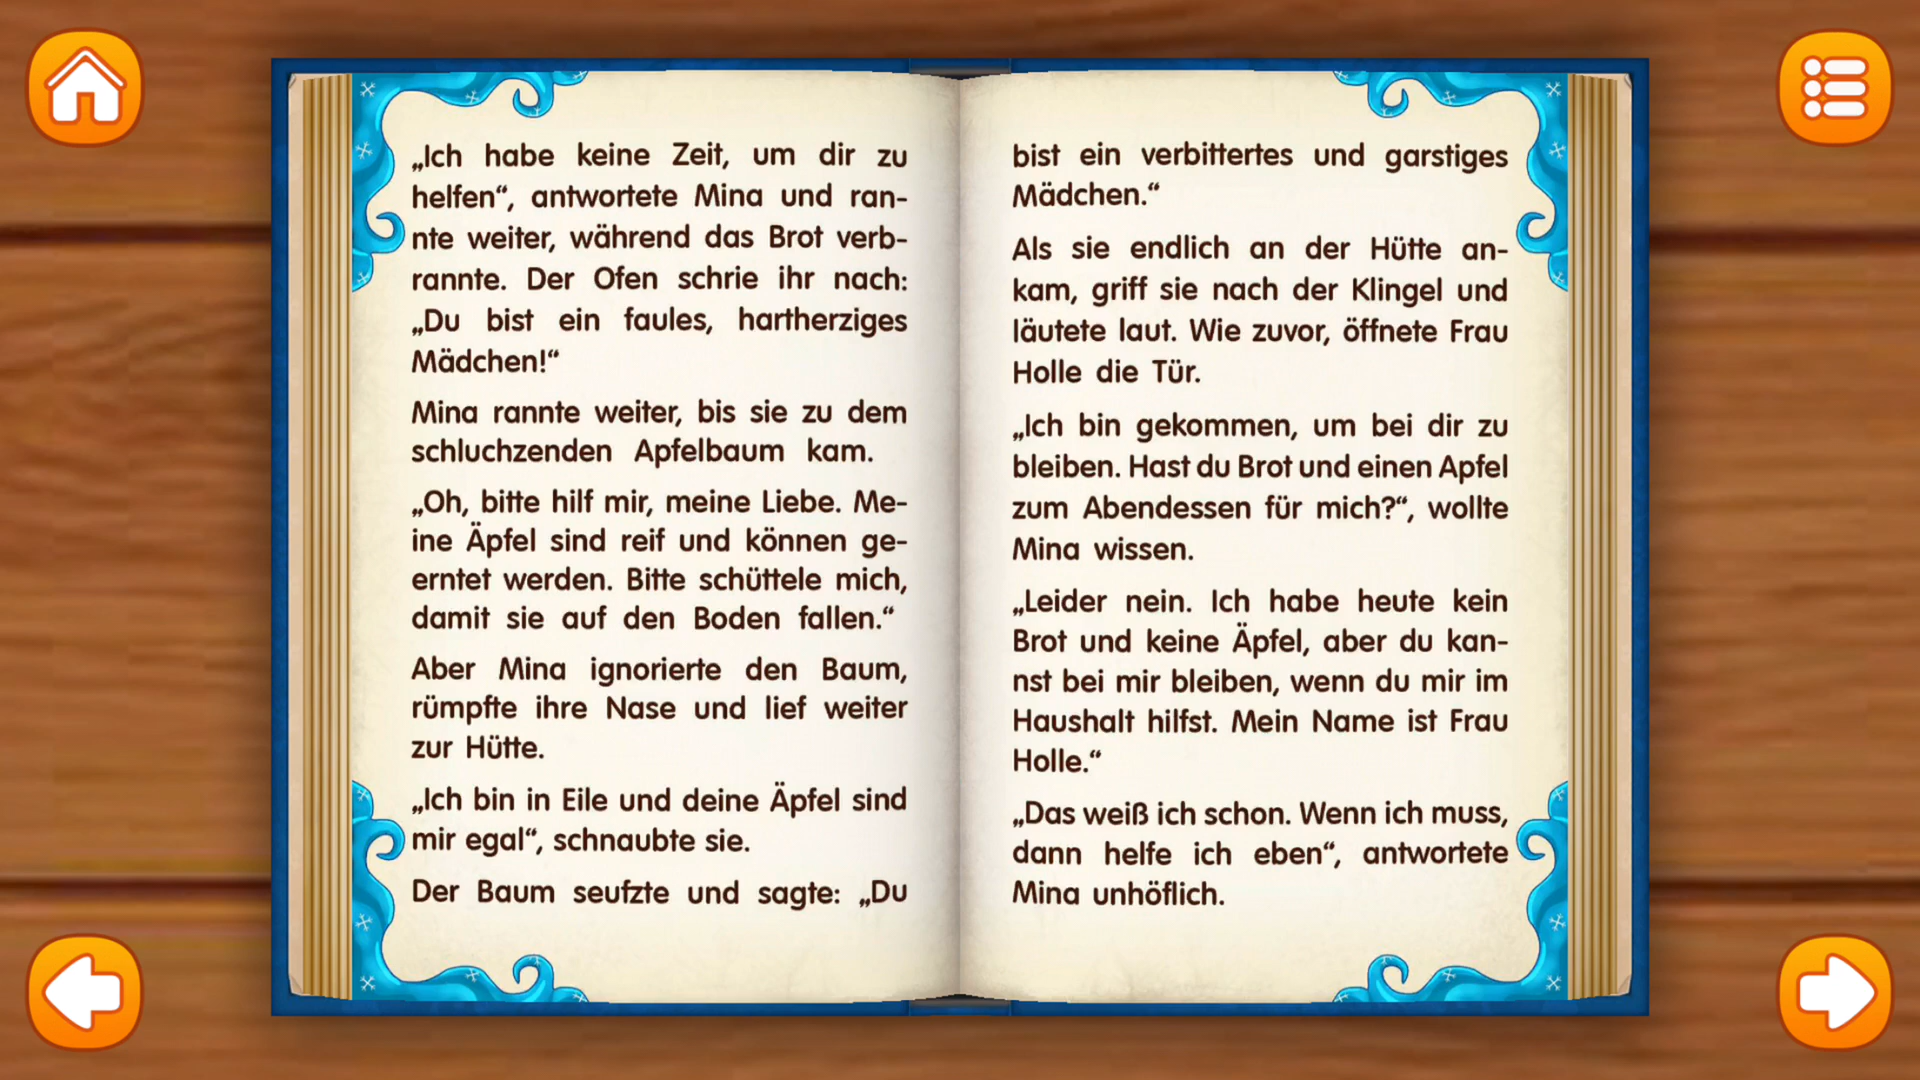 „Ich habe keine Zeit, um dir zu
helfen“, antwortete Mina und ran-
nte weiter, während das Brot verb-
rannte. Der Ofen schrie ihr nach:
„Du bist ein faules, hartherziges
Mädchen!“
Mina rannte weiter, bis sie zu dem
schluchzenden Apfelbaum kam.
„Oh, bitte hilf mir, meine Liebe. Me-
ine Äpfel sind reif und können ge-
erntet werden. Bitte schüttele mich,
damit sie auf den Boden fallen.“
Aber Mina ignorierte den Baum,
rümpfte ihre Nase und lief weiter
zur Hütte.
„Ich bin in Eile und deine Äpfel sind
mir egal“, schnaubte sie.
Der Baum seufzte und sagte: „Du
bist ein verbittertes und garstiges
Mädchen.“
Als sie endlich an der Hütte an-
kam, griff sie nach der Klingel und
läutete laut. Wie zuvor, öffnete Frau
Holle die Tür.
„Ich bin gekommen, um bei dir zu
bleiben. Hast du Brot und einen Apfel
zum Abendessen für mich?“, wollte
Mina wissen.
„Leider nein. Ich habe heute kein
Brot und keine Äpfel, aber du kan-
nst bei mir bleiben, wenn du mir im
Haushalt hilfst. Mein Name ist Frau
Holle.“
„Das weiß ich schon. Wenn ich muss,
dann helfe ich eben“, antwortete
Mina unhöflich.